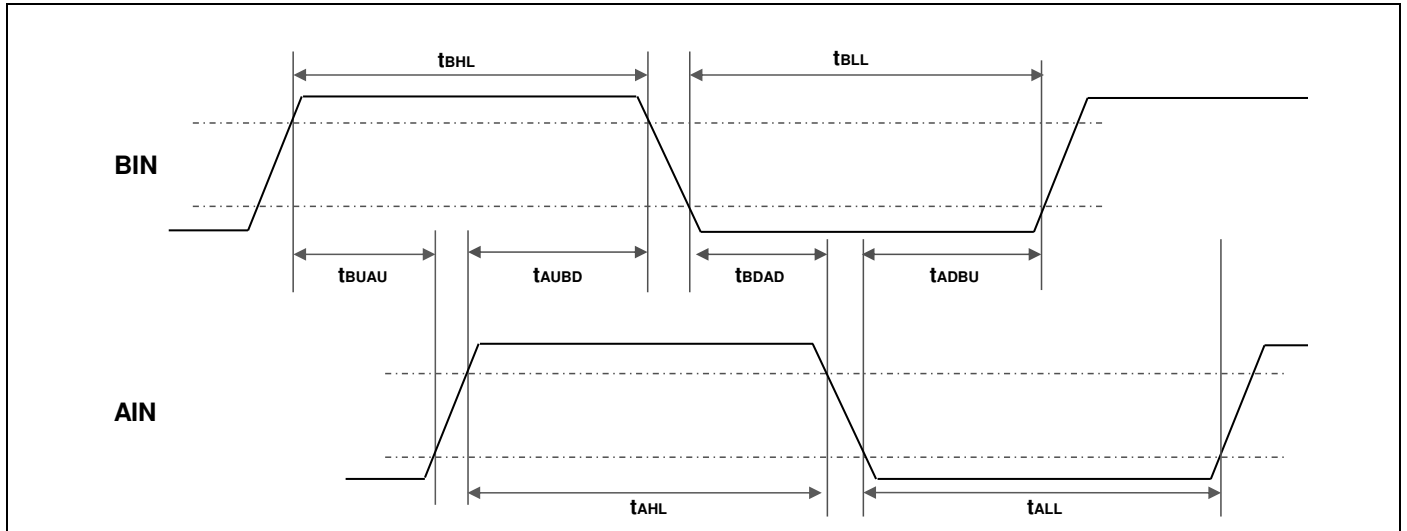 tBHL
tBLL
BIN
tBUAU
tAUBD
tBDAD
tADBU
AIN
tAHL
tALL